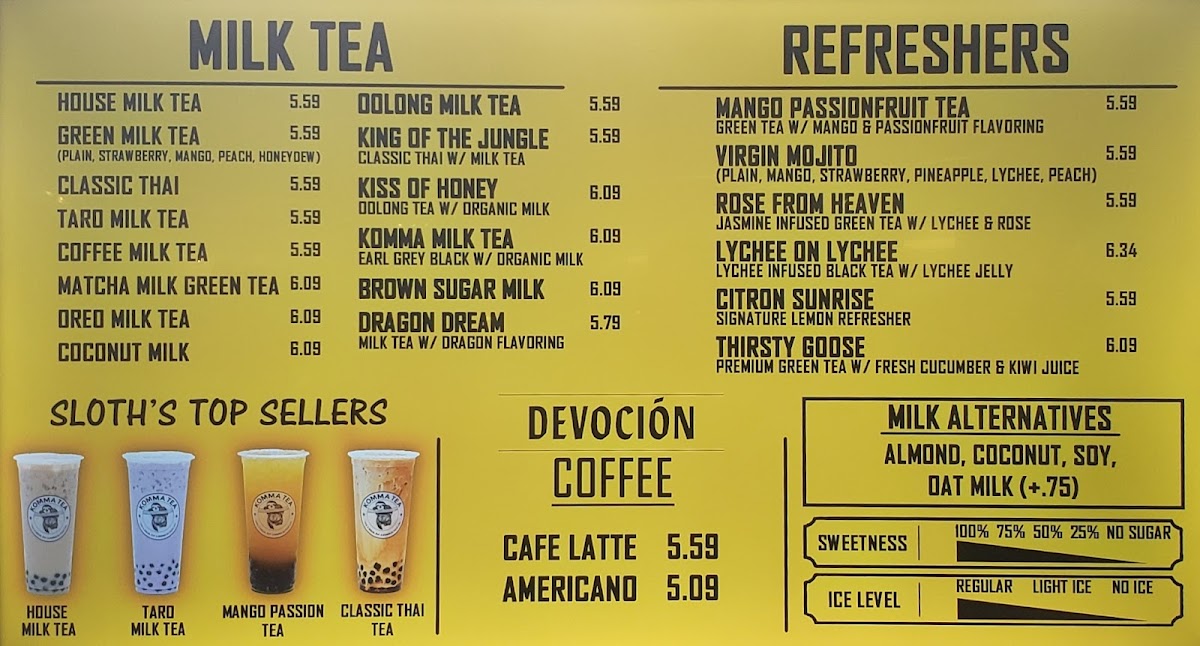 MILK TEA
HOUSE MILK TEA 5.59
GREEN MILK TEA 5.59
(PLAIN, STRAWBERRY, MANGO, PEACH, HONEYDEW)
CLASSIC THAI 5.59
TARO MILK TEA 5.59
COFFEE MILK TEA 5.59
MATCHA MILK GREEN TEA 6.09
OREO MILK TEA 6.09
COCONUT MILK 6.09
OOLONG MILK TEA 5.59
KING OF THE JUNGLE 5.59
CLASSIC THAI W/ MILK TEA
KISS OF HONEY 6.09
OOLONG TEA W/ ORGANIC MILK
KOMMA MILK TEA 6.09
EARL GREY BLACK W/ ORGANIC MILK
BROWN SUGAR MILK 6.09
DRAGON DREAM 5.79
MILK TEA W/ DRAGON FLAVORING
REFRESHERS
MANGO PASSIONFRUIT TEA 5.59
GREEN TEA W/ MANGO & PASSIONFRUIT FLAVORING
VIRGIN MOJITO 5.59
(PLAIN, MANGO, STRAWBERRY, PINEAPPLE, LYCHEE, PEACH)
ROSE FROM HEAVEN 5.59
JASMINE INFUSED GREEN TEA W/ LYCHEE & ROSE
LYCHEE ON LYCHEE 6.34
LYCHEE INFUSED BLACK TEA W/ LYCHEE JELLY
CITRON SUNRISE 5.59
SIGNATURE LEMON REFRESHER
THIRSTY GOOSE 6.09
PREMIUM GREEN TEA W/ FRESH CUCUMBER & KIWI JUICE
SLOTH'S TOP SELLERS
KOMMA TEA
KOMMA TEA
KOMMA TEA
KOMMA TEA
HOUSE
MILK TEA
TARO
MILK TEA
MANGO PASSION
TEA
CLASSIC THAI
TEA
DEVOCIÓN
COFFEE
CAFE LATTE 5.59
AMERICANO 5.09
MILK ALTERNATIVES
ALMOND, COCONUT, SOY,
OAT MILK (+.75)
SWEETNESS 100% 75% 50% 25% NO SUGAR
ICE LEVEL REGULAR LIGHT ICE NO ICE